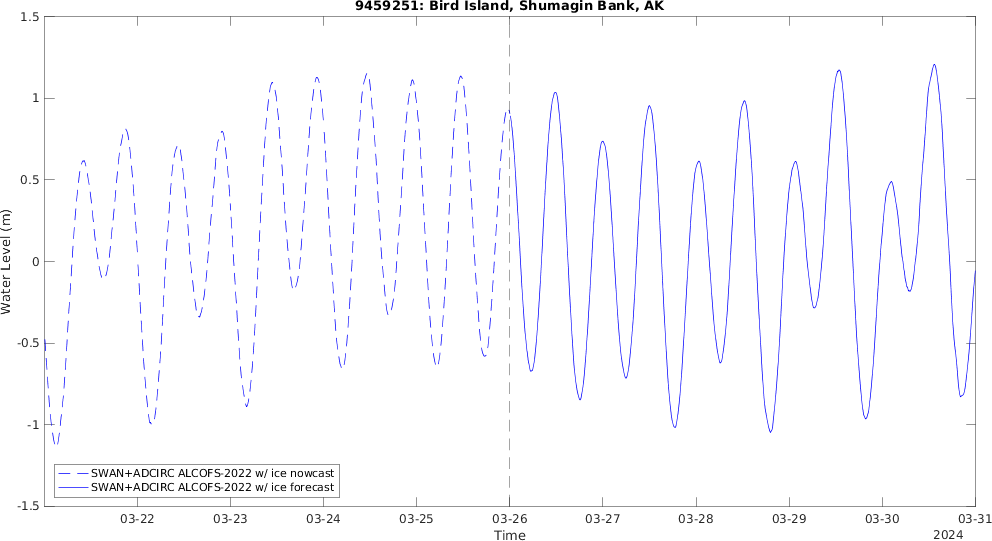 9459251: Bird Island, Shumagin Bank, AK
1.5
1
0.5
0
-0.5
-1
-1.5
Water Level (m)
SWAN+ADCIRC ALCOFS-2022 w/ ice nowcast
SWAN+ADCIRC ALCOFS-2022 w/ ice forecast
03-22 03-23 03-24 03-25 03-26 03-27 03-28 03-29 03-30 03-31
Time
2024